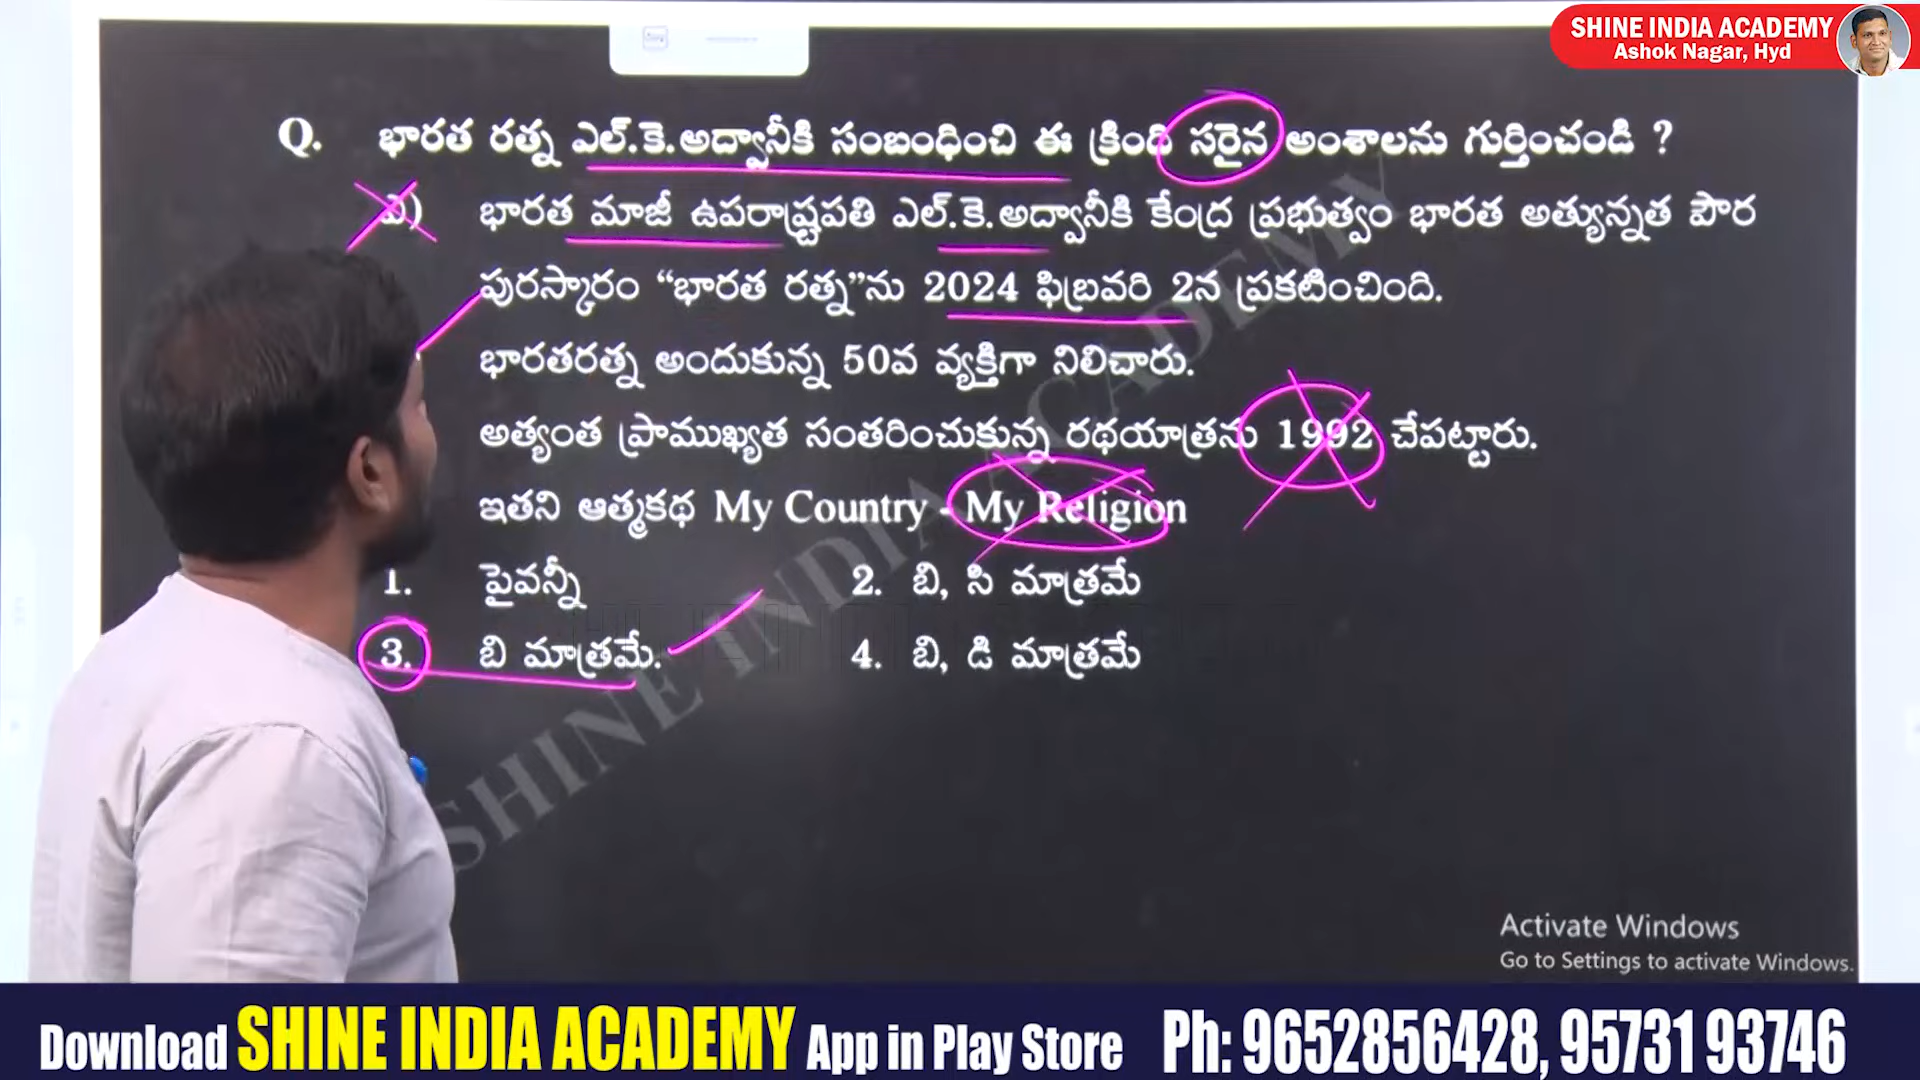 SHINE INDIA ACADEMY
Ashok Nagar, Hyd
Q. భారత రత్న ఎల్.కె.అద్వానీకి సంబంధించి ఈ క్రింది సరైన అంశాలను గుర్తించండి ?
ఎ) భారత మాజీ ఉపరాష్ట్రపతి ఎల్.కె.అద్వానీకి కేంద్ర ప్రభుత్వం భారత అత్యున్నత పౌర
పురస్కారం “భారత రత్న”ను 2024 ఫిబ్రవరి 2న ప్రకటించింది.
భారతరత్న అందుకున్న 50వ వ్యక్తిగా నిలిచారు.
అత్యంత ప్రాముఖ్యత సంతరించుకున్న రథయాత్రను 1992 చేపట్టారు.
ఇతని ఆత్మకథ My Country - My Religion
1. పైవన్నీ 2. బి, సి మాత్రమే
3. బి మాత్రమే. 4. బి, డి మాత్రమే
SHINE INDIA ACADEMY
Activate Windows
Go to Settings to activate Windows.
Download SHINE INDIA ACADEMY App in Play Store Ph: 9652856428, 95731 93746